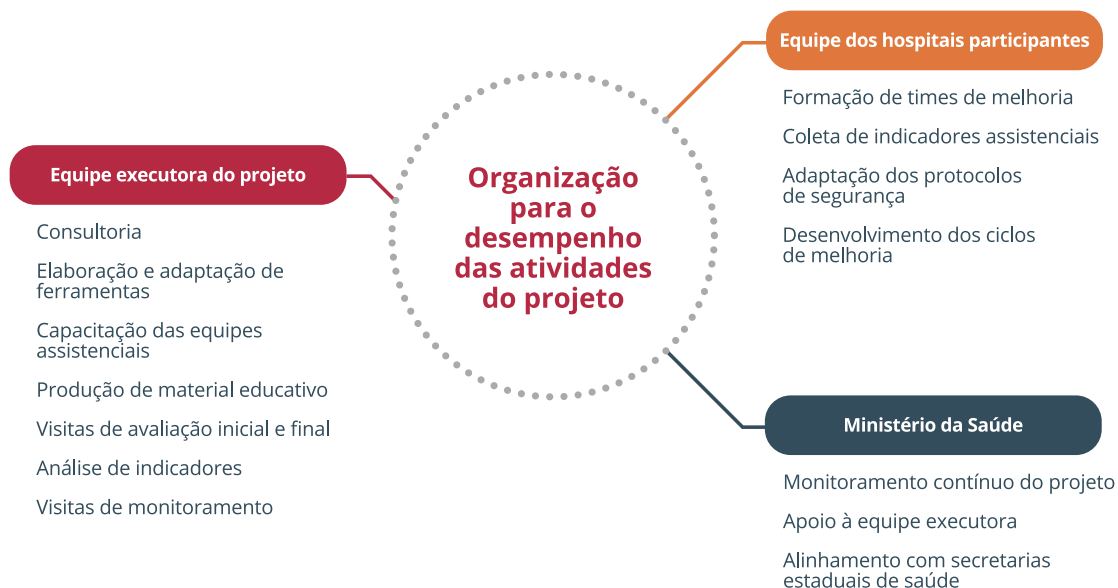 Organização
para o
desempenho
das atividades
do projeto
Equipe executora do projeto
Consultoria
Elaboração e adaptação de
ferramentas
Capacitação das equipes
assistenciais
Produção de material educativo
Visitas de avaliação inicial e final
Análise de indicadores
Visitas de monitoramento
Equipe dos hospitais participantes
Formação de times de melhoria
Coleta de indicadores assistenciais
Adaptação dos protocolos
de segurança
Desenvolvimento dos ciclos
de melhoria
Ministério da Saúde
Monitoramento contínuo do projeto
Apoio à equipe executora
Alinhamento com secretarias
estaduais de saúde